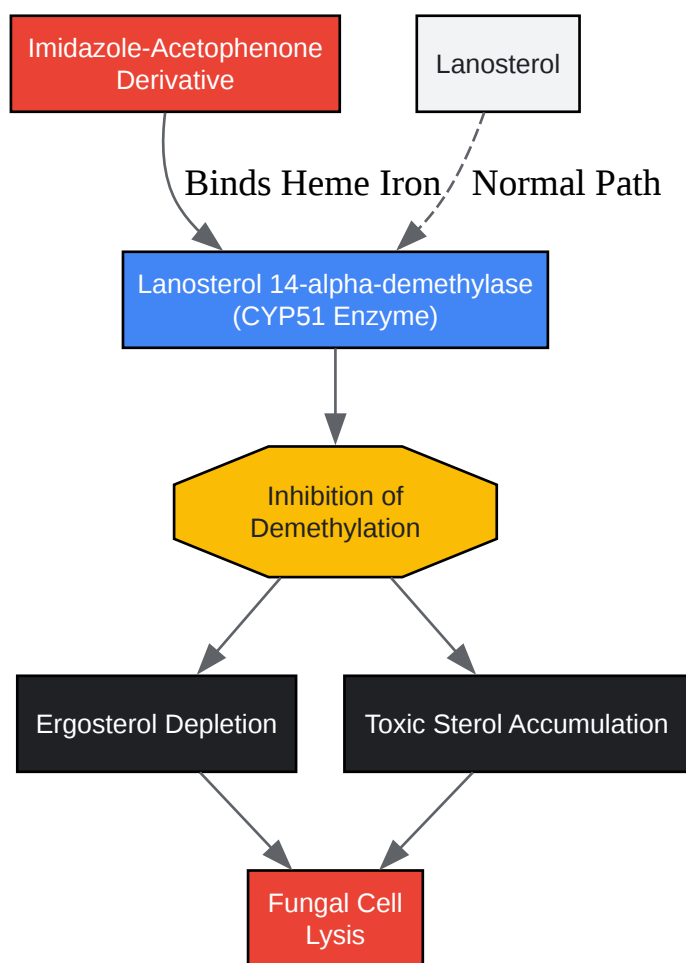 Imidazole-Acetophenone
Derivative
Lanosterol
Binds Heme Iron
Normal Path
Lanosterol 14-alpha-demethylase
(CYP51 Enzyme)
Inhibition of
Demethylation
Ergosterol Depletion
Toxic Sterol Accumulation
Fungal Cell
Lysis